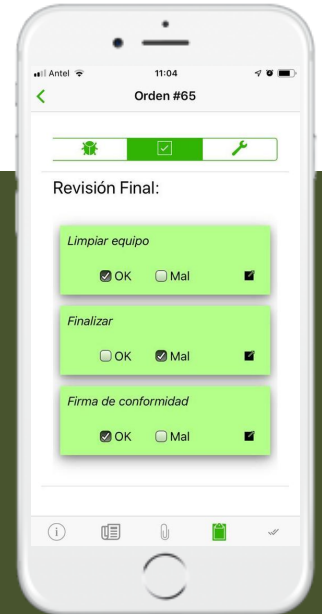 Antel 11:04
Orden #65
Revisión Final:
Limpiar equipo
OK Mal
Finalizar
OK Mal
Firma de conformidad
OK Mal